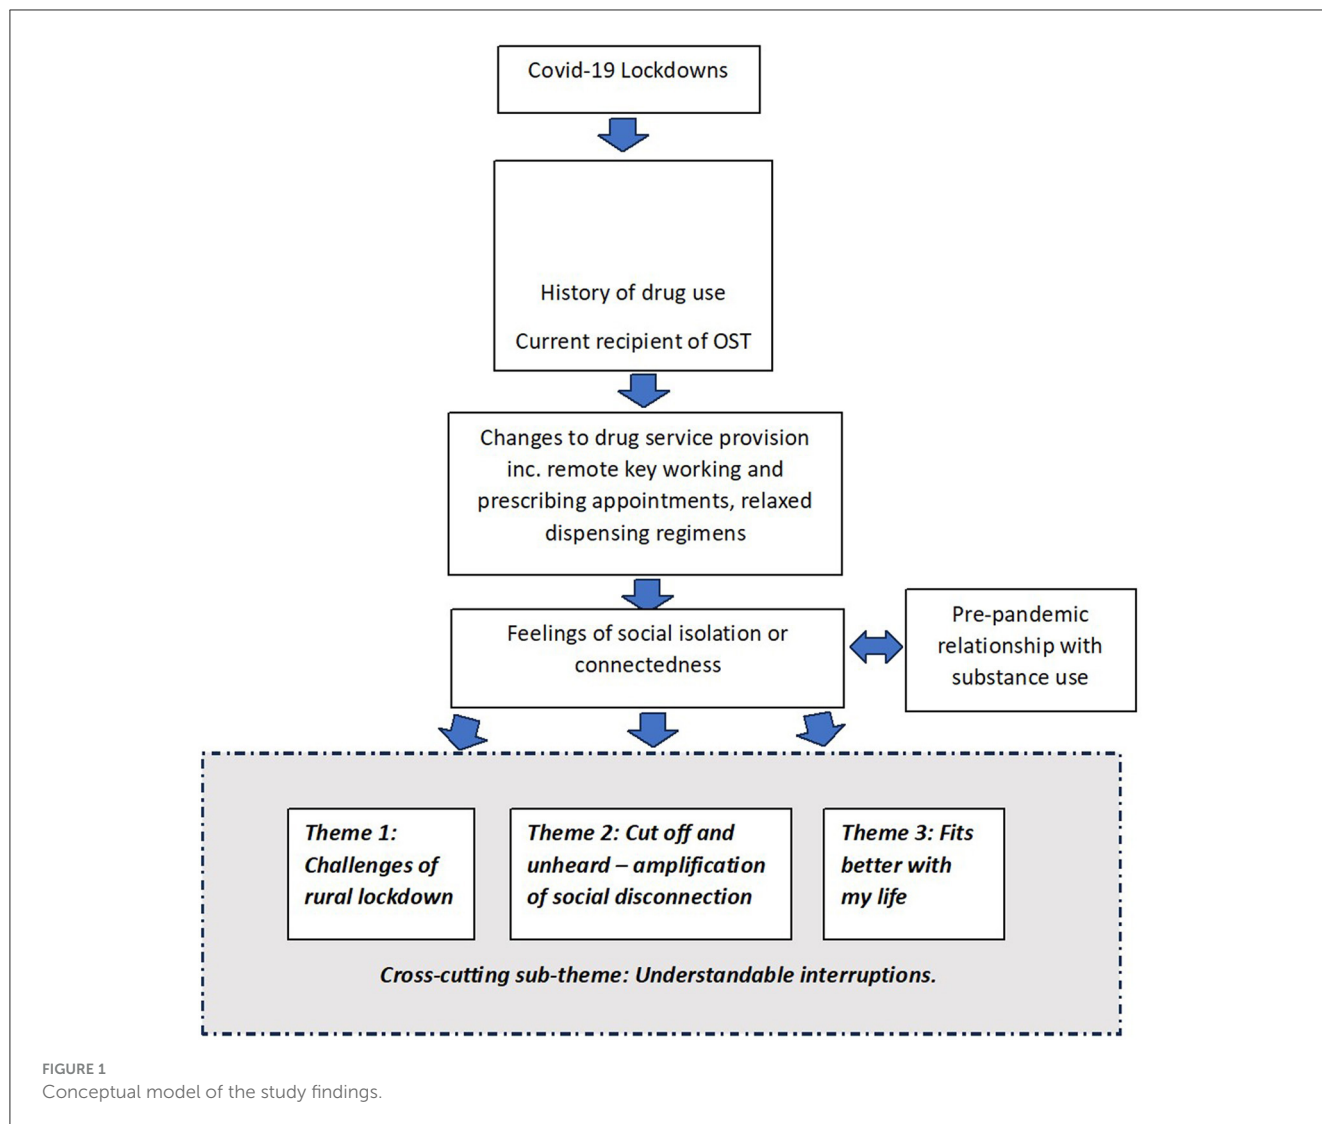 Covid-19 Lockdowns
History of drug use
Current recipient of OST
Changes to drug service provision
inc. remote key working and
prescribing appointments, relaxed
dispensing regimens
Feelings of social isolation or
connectedness
Pre-pandemic
relationship with
substance use
Theme 1:
Challenges of
rural lockdown
Theme 2: Cut off and
unheard – amplification
of social disconnection
Theme 3: Fits
better with
my life
Cross-cutting sub-theme: Understandable interruptions.
FIGURE 1
Conceptual model of the study findings.